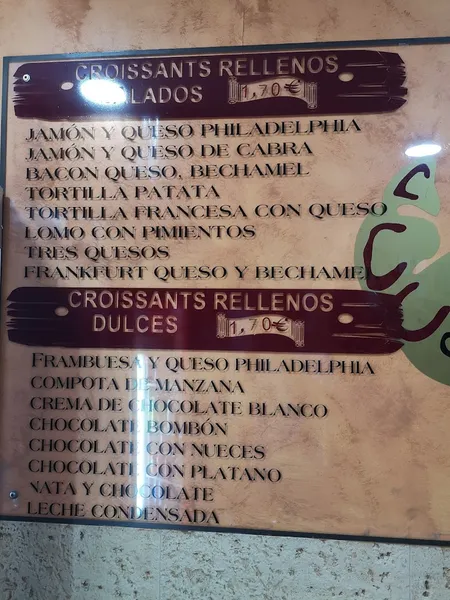 CROISSANTS RELLENOS
SALADOS 1,70€
JAMÓN Y QUESO PHILADELPHIA
JAMÓN Y QUESO DE CABRA
BACON QUESO, BECHAMEL
TORTILLA PATATA
TORTILLA FRANCESA CON QUESO
LOMO CON PIMIENTOS
TRES QUESOS
FRANKFURT QUESO Y BECHAMEL
CROISSANTS RELLENOS
DULCES 1,70€
FRAMBUESA Y QUESO PHILADELPHIA
COMPOTA DE MANZANA
CREMA DE CHOCOLATE BLANCO
CHOCOLATE BOMBÓN
CHOCOLATE CON NUECES
CHOCOLATE CON PLATANO
NATA Y CHOCOLATE
LECHE CONDENSADA